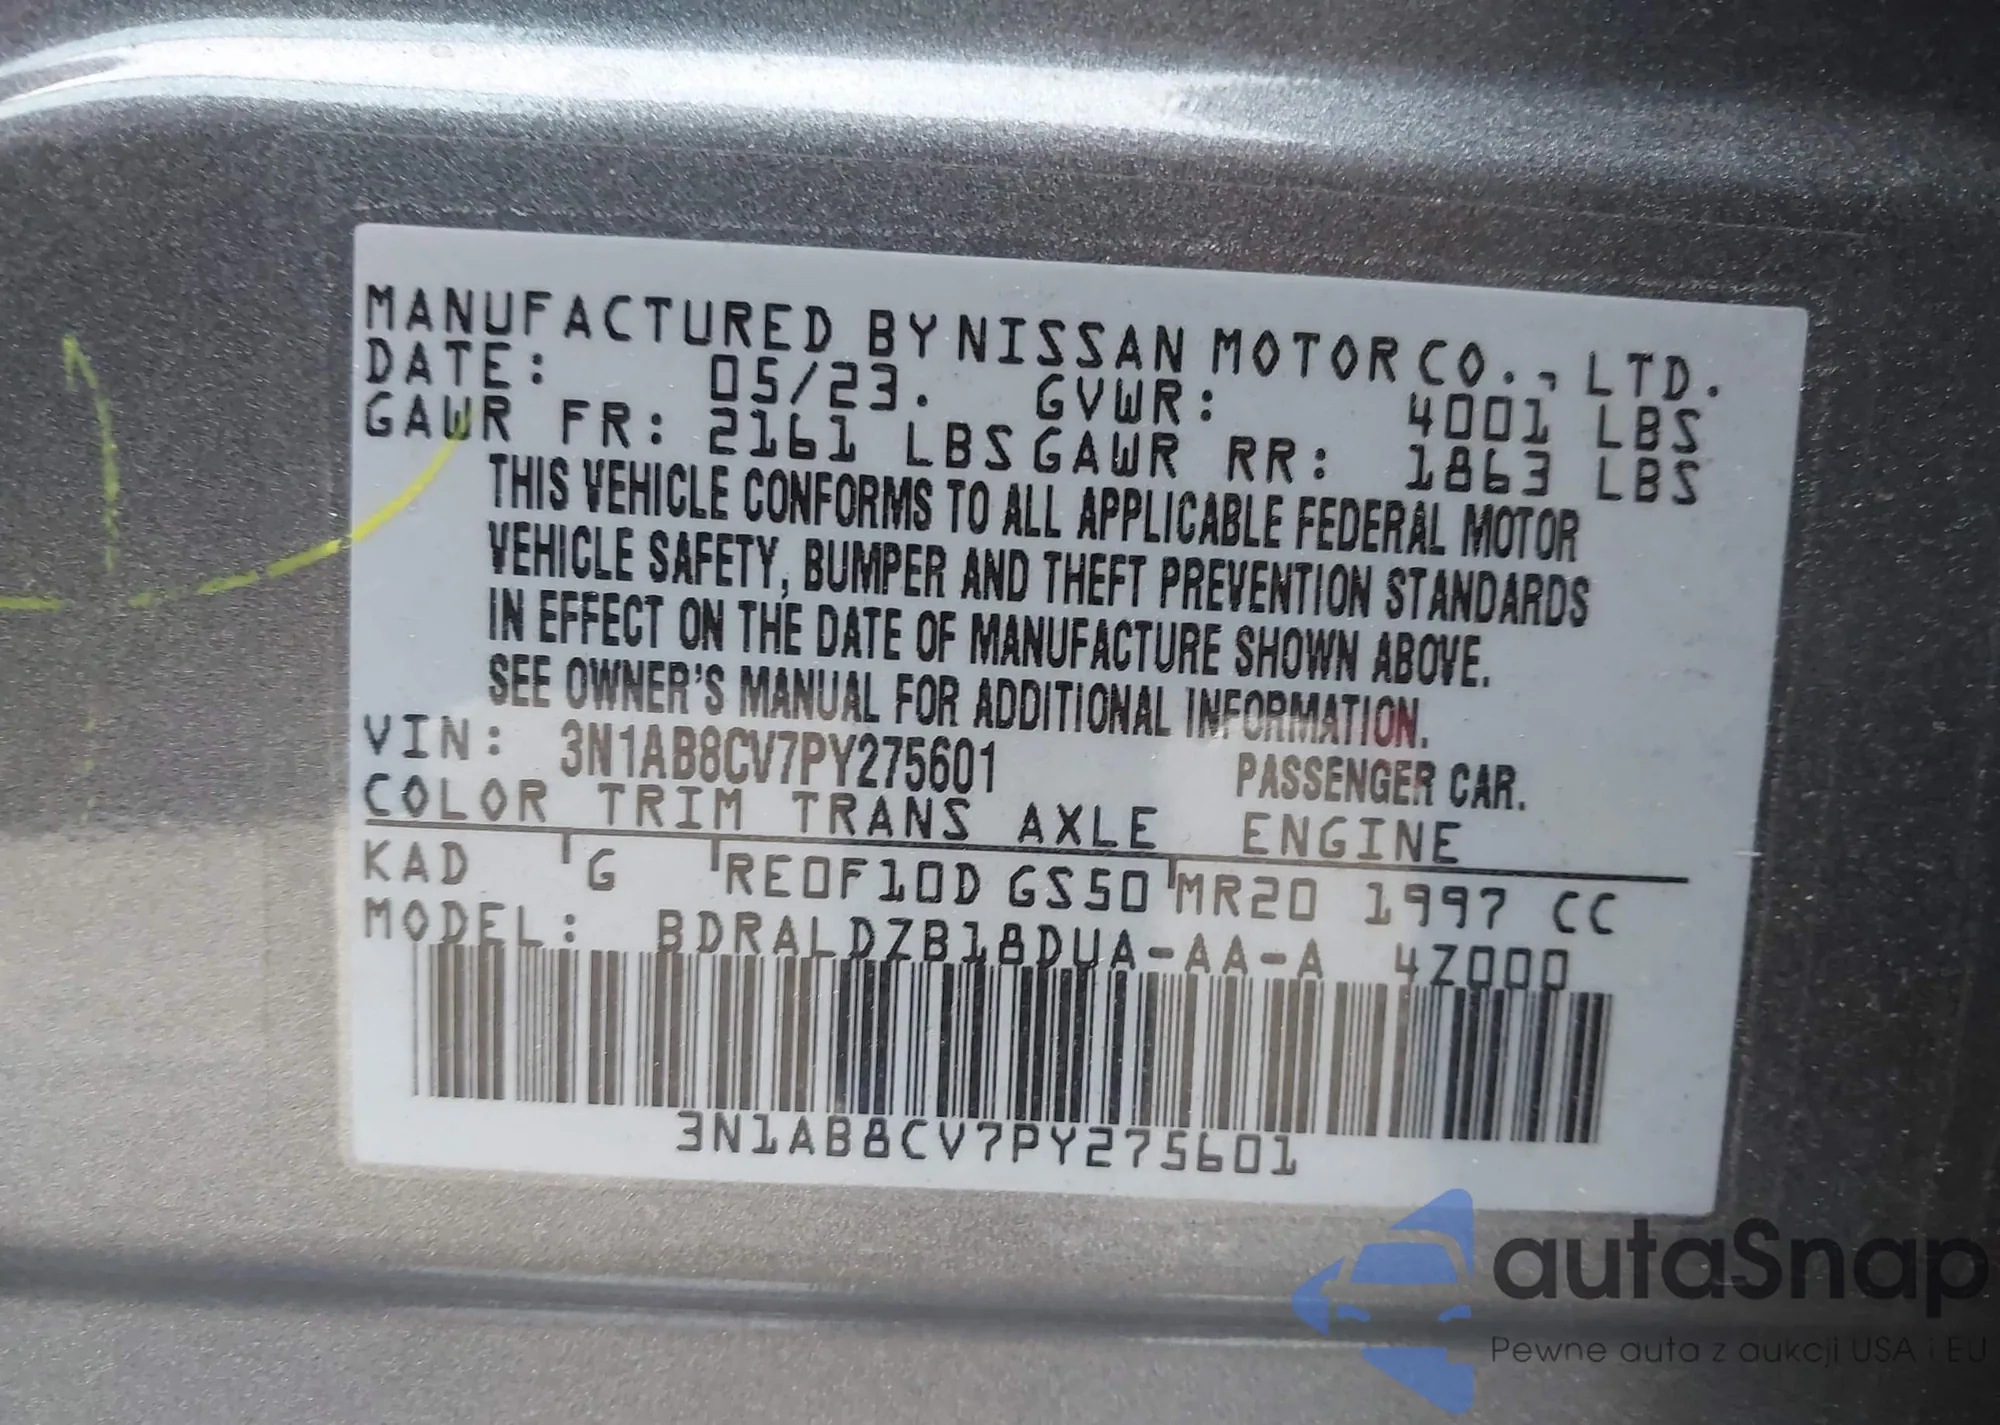 MANUFACTURED BY NISSAN MOTOR CO., LTD.
DATE: 05/23. GVWR: 4001 LBS
GAWR FR: 2161 LBS GAWR RR: 1863 LBS
THIS VEHICLE CONFORMS TO ALL APPLICABLE FEDERAL MOTOR
VEHICLE SAFETY, BUMPER AND THEFT PREVENTION STANDARDS
IN EFFECT ON THE DATE OF MANUFACTURE SHOWN ABOVE.
SEE OWNER'S MANUAL FOR ADDITIONAL INFORMATION.
VIN: 3N1AB8CV7PY275601 PASSENGER CAR.
COLOR TRIM TRANS AXLE ENGINE
KAD G RE0F10D GS50 MR20 1997 CC
MODEL: BDRALDZB18DUA-AA-A 4Z000
3N1AB8CV7PY275601
autaSnap
Pewne auta z aukcji USA i EU